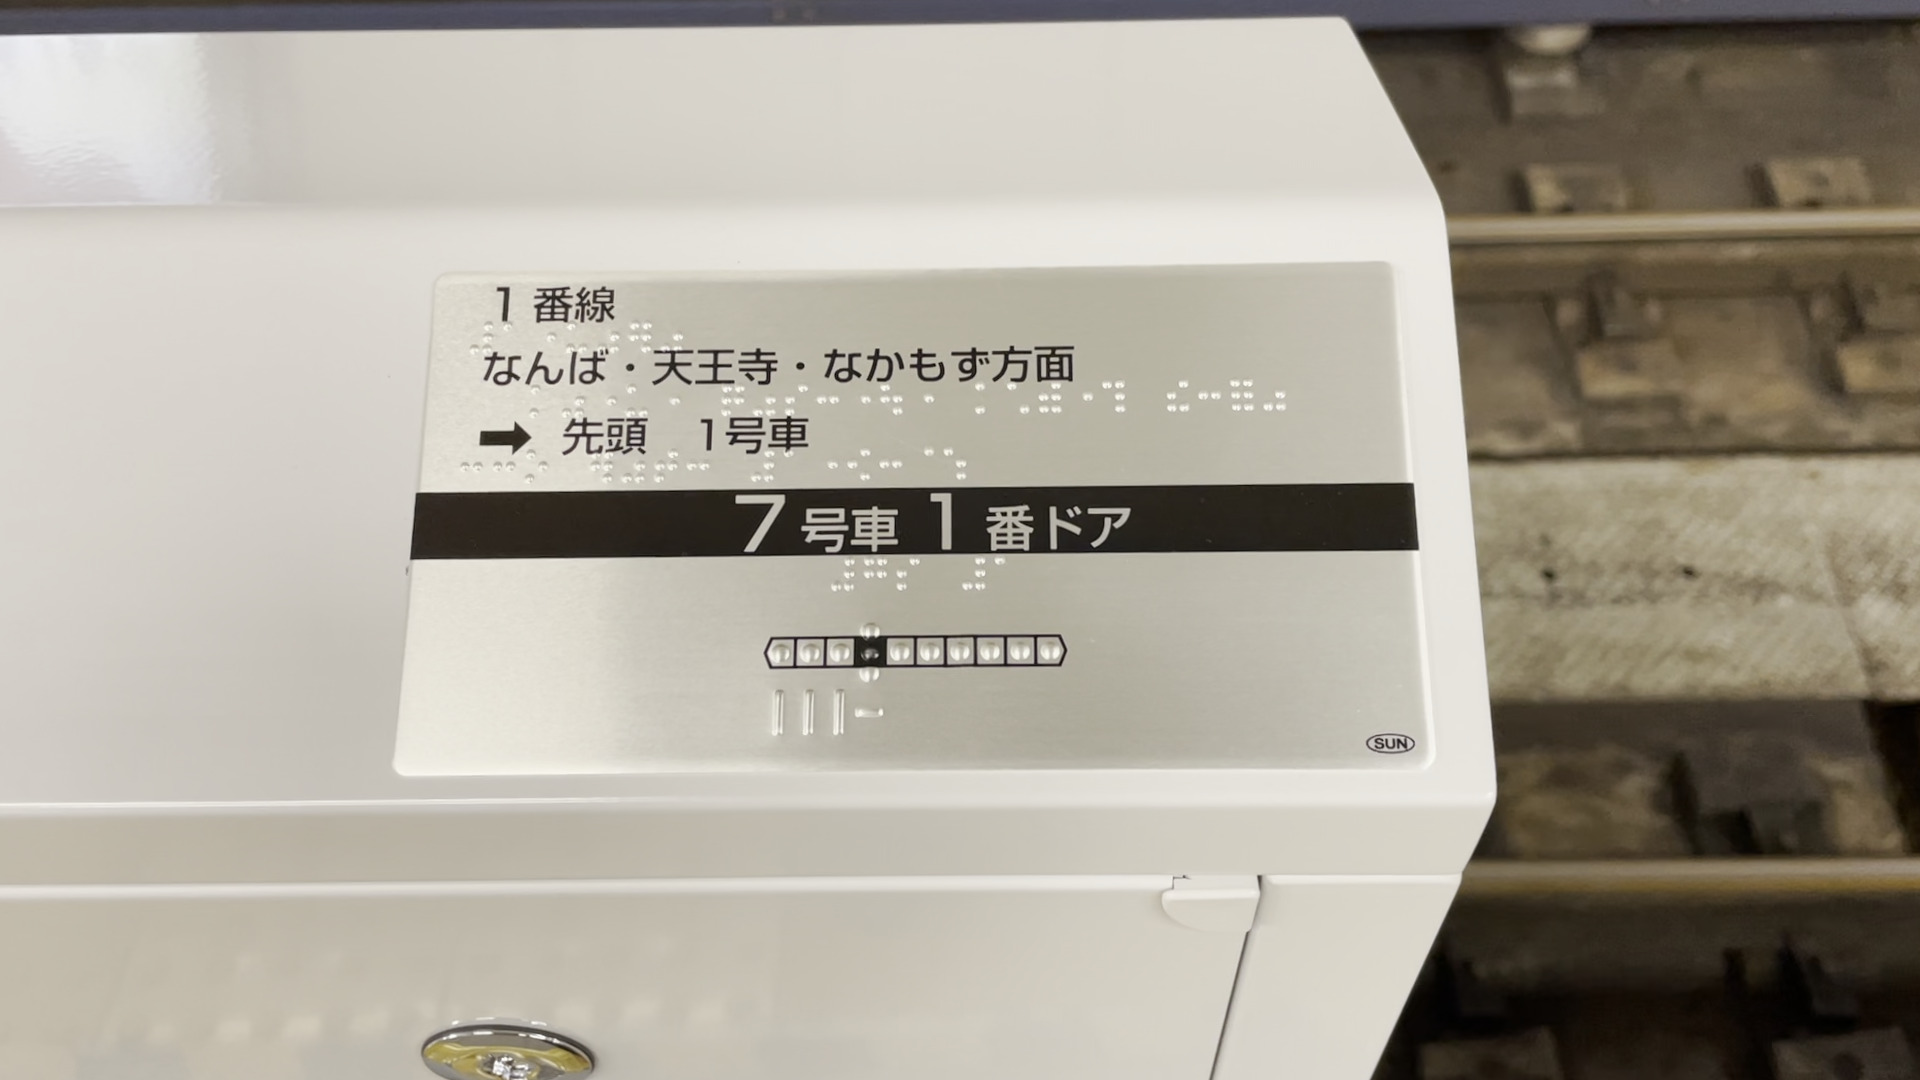 1 番線
なんば・天王寺・なかもず方面
➡ 先頭　1号車
7号車 1番ドア
SUN